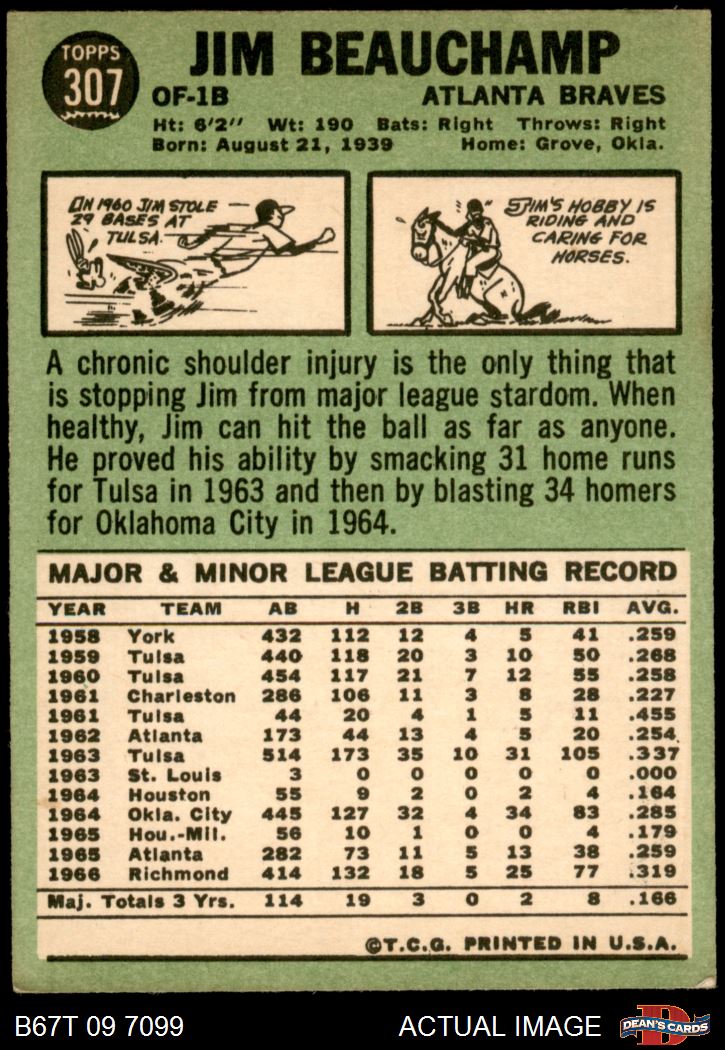 TOPPS
307
JIM BEAUCHAMP
OF-1B ATLANTA BRAVES
Ht: 6'2" Wt: 190 Bats: Right Throws: Right
Born: August 21, 1939 Home: Grove, Okla.
IN 1960 JIM STOLE
29 BASES AT
TULSA.
JIM'S HOBBY IS
RIDING AND
CARING FOR
HORSES.
A chronic shoulder injury is the only thing that
is stopping Jim from major league stardom. When
healthy, Jim can hit the ball as far as anyone.
He proved his ability by smacking 31 home runs
for Tulsa in 1963 and then by blasting 34 homers
for Oklahoma City in 1964.
MAJOR & MINOR LEAGUE BATTING RECORD
YEAR TEAM AB H 2B 3B HR RBI AVG.
1958 York 432 112 12 4 5 41 .259
1959 Tulsa 440 118 20 3 10 50 .268
1960 Tulsa 454 117 21 7 12 55 .258
1961 Charleston 286 106 11 3 8 28 .227
1961 Tulsa 44 20 4 1 5 11 .455
1962 Atlanta 173 44 13 4 5 20 .254
1963 Tulsa 514 173 35 10 31 105 .337
1963 St. Louis 3 0 0 0 0 0 .000
1964 Houston 55 9 2 0 2 4 .164
1964 Okla. City 445 127 32 4 34 83 .285
1965 Hou.-Mil. 56 10 1 0 0 4 .179
1965 Atlanta 282 73 11 5 13 38 .259
1966 Richmond 414 132 18 5 25 77 .319
Maj. Totals 3 Yrs. 114 19 3 0 2 8 .166
©T.C.G. PRINTED IN U.S.A.
B67T 09 7099 ACTUAL IMAGE
D
DEAN'S CARDS